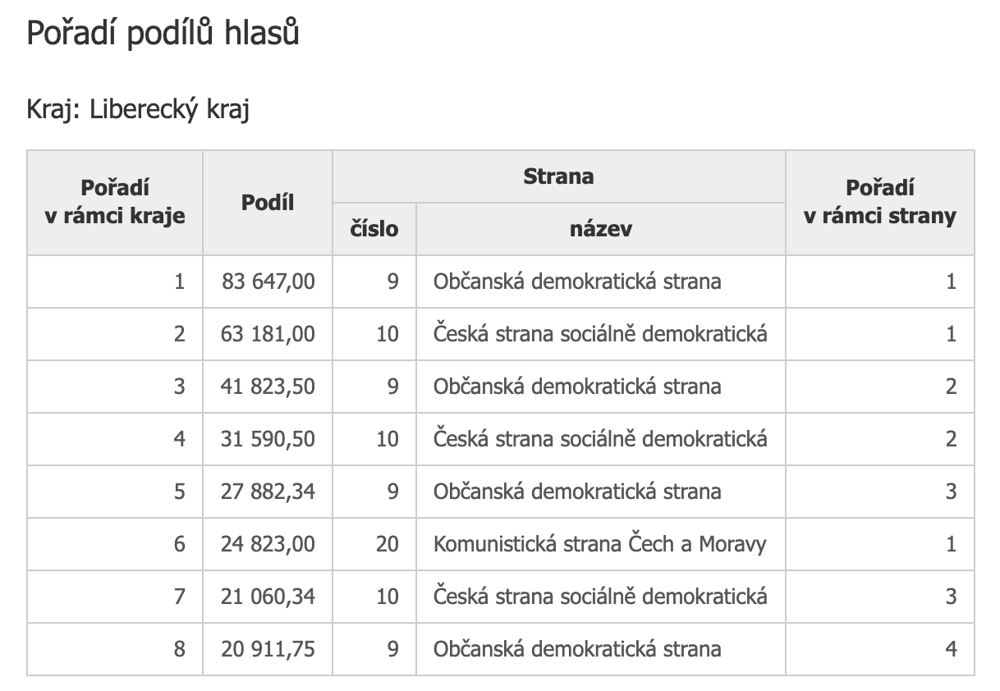 Pořadí podílů hlasů
Kraj: Liberecký kraj
Pořadí v rámci kraje Podíl Strana Pořadí v rámci strany
číslo název
1 83 647,00 9 Občanská demokratická strana 1
2 63 181,00 10 Česká strana sociálně demokratická 1
3 41 823,50 9 Občanská demokratická strana 2
4 31 590,50 10 Česká strana sociálně demokratická 2
5 27 882,34 9 Občanská demokratická strana 3
6 24 823,00 20 Komunistická strana Čech a Moravy 1
7 21 060,34 10 Česká strana sociálně demokratická 3
8 20 911,75 9 Občanská demokratická strana 4